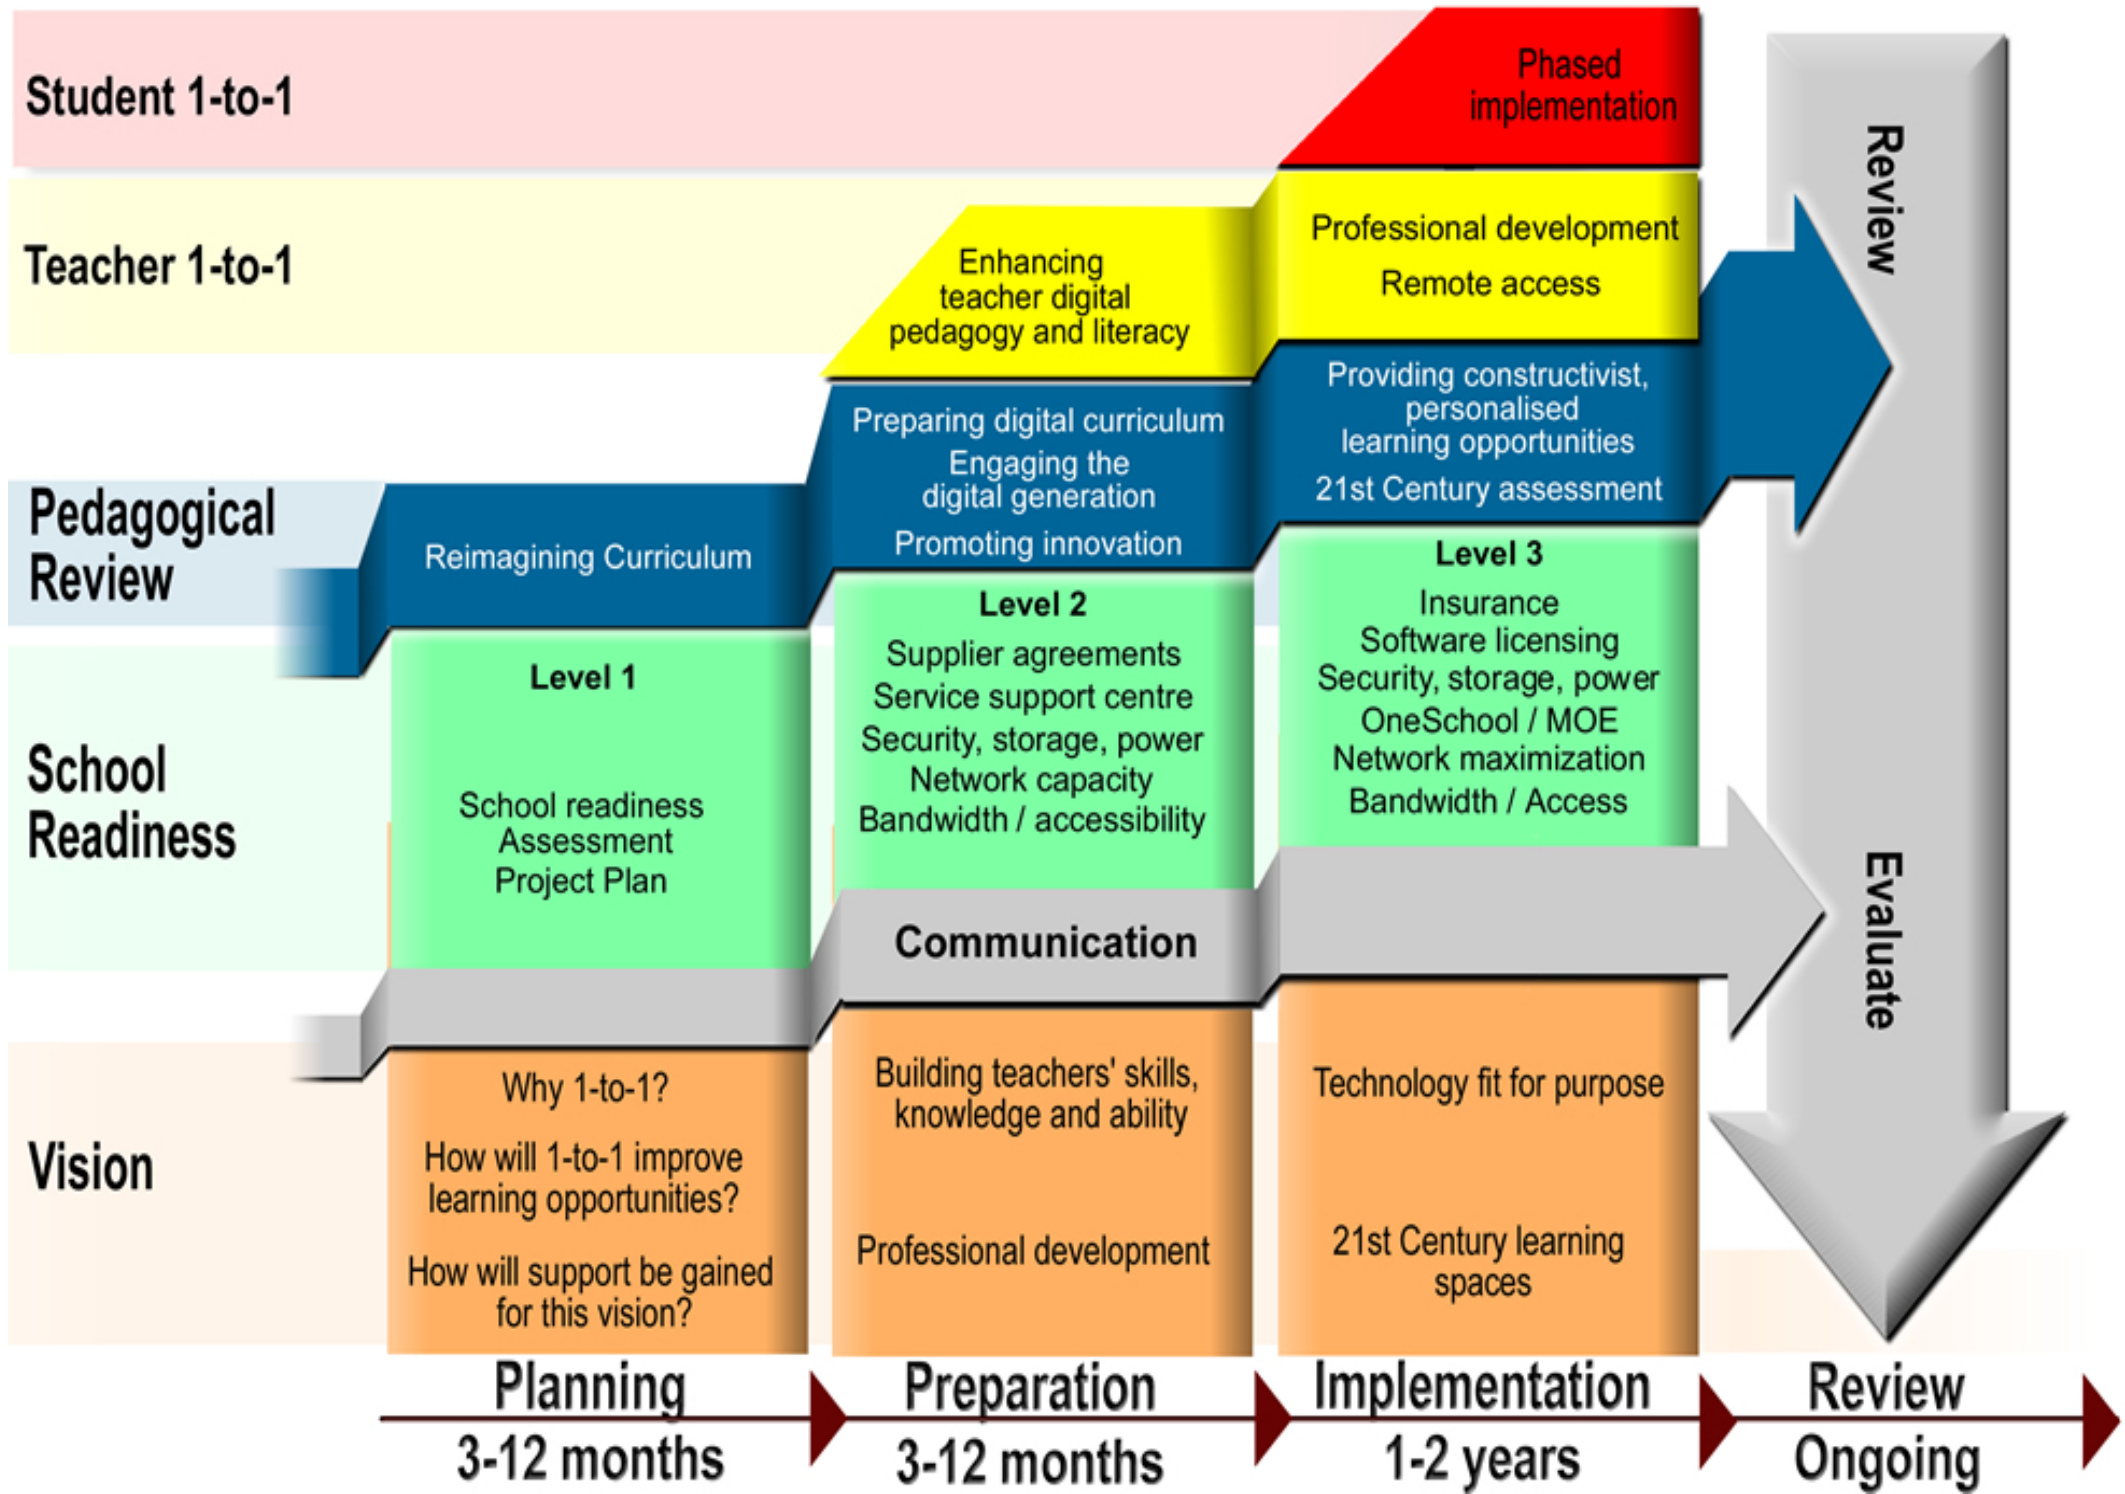 Student 1-to-1
Phased
implementation
Teacher 1-to-1
Enhancing
teacher digital
pedagogy and literacy
Professional development
Remote access
Pedagogical
Review
Reimagining Curriculum
Preparing digital curriculum
Engaging the
digital generation
Promoting innovation
Providing constructivist,
personalised
learning opportunities
21st Century assessment
School
Readiness
Level 1
School readiness
Assessment
Project Plan
Level 2
Supplier agreements
Service support centre
Security, storage, power
Network capacity
Bandwidth / accessibility
Level 3
Insurance
Software licensing
Security, storage, power
OneSchool / MOE
Network maximization
Bandwidth / Access
Communication
Vision
Why 1-to-1?
How will 1-to-1 improve
learning opportunities?
How will support be gained
for this vision?
Building teachers' skills,
knowledge and ability
Professional development
Technology fit for purpose
21st Century learning
spaces
Review
Evaluate
Planning
3-12 months
Preparation
3-12 months
Implementation
1-2 years
Review
Ongoing